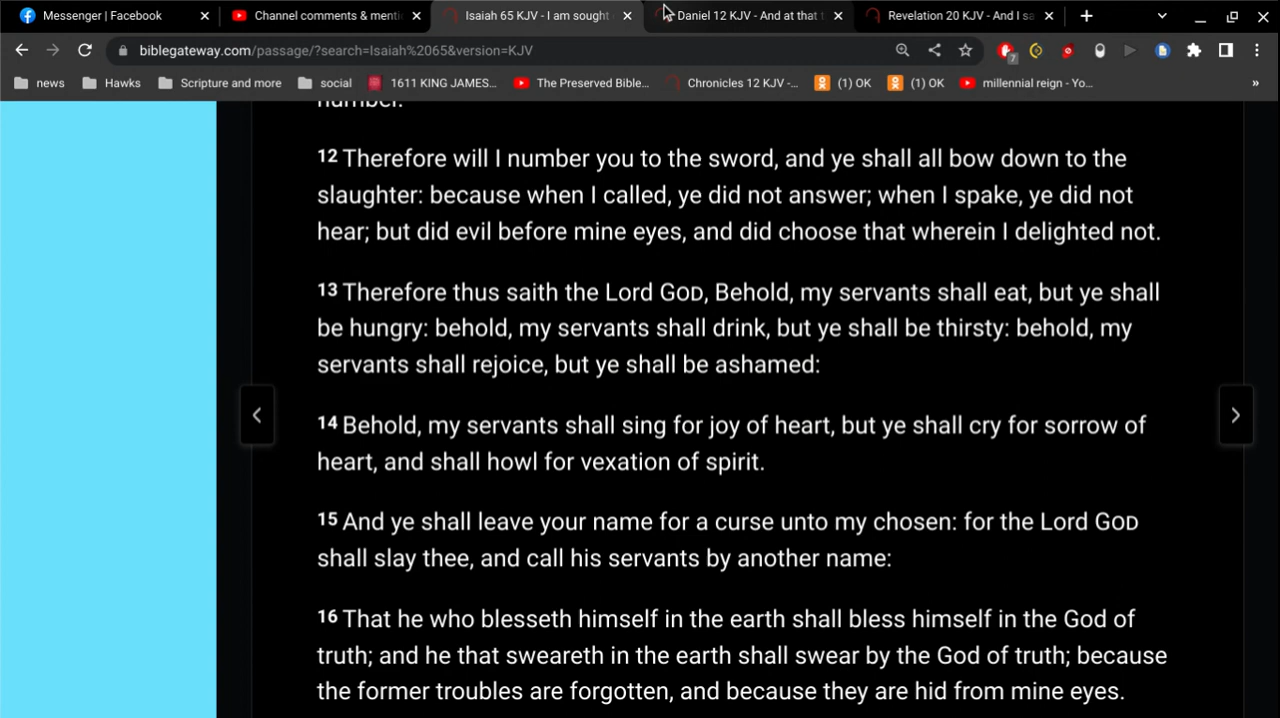 Messenger | Facebook
Channel comments & menti
Isaiah 65 KJV - I am sought
Daniel 12 KJV - And at that t
Revelation 20 KJV - And I sa
biblegateway.com/passage/?search=Isaiah%2065&version=KJV
7
news
Hawks
Scripture and more
social
1611 KING JAMES...
The Preserved Bible...
Chronicles 12 KJV -...
(1) OK
(1) OK
millennial reign - Yo...
»
number.
12 Therefore will I number you to the sword, and ye shall all bow down to the
slaughter: because when I called, ye did not answer; when I spake, ye did not
hear; but did evil before mine eyes, and did choose that wherein I delighted not.
13 Therefore thus saith the Lord GOD, Behold, my servants shall eat, but ye shall
be hungry: behold, my servants shall drink, but ye shall be thirsty: behold, my
servants shall rejoice, but ye shall be ashamed:
14 Behold, my servants shall sing for joy of heart, but ye shall cry for sorrow of
heart, and shall howl for vexation of spirit.
15 And ye shall leave your name for a curse unto my chosen: for the Lord GOD
shall slay thee, and call his servants by another name:
16 That he who blesseth himself in the earth shall bless himself in the God of
truth; and he that sweareth in the earth shall swear by the God of truth; because
the former troubles are forgotten, and because they are hid from mine eyes.